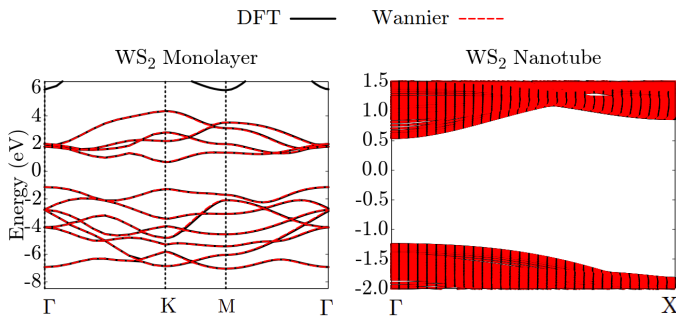 DFT Wannier
WS₂ Monolayer
Energy (eV)
6
4
2
0
-2
-4
-6
-8
Γ K M Γ
WS₂ Nanotube
1.5
1.0
0.5
0.0
-0.5
-1.0
-1.5
-2.0
Γ X